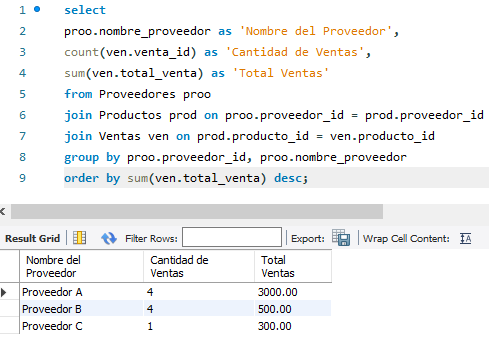 1 select
2 proo.nombre_proveedor as 'Nombre del Proveedor',
3 count(ven.venta_id) as 'Cantidad de Ventas',
4 sum(ven.total_venta) as 'Total Ventas'
5 from Proveedores proo
6 join Productos prod on proo.proveedor_id = prod.proveedor_id
7 join Ventas ven on prod.producto_id = ven.producto_id
8 group by proo.proveedor_id, proo.nombre_proveedor
9 order by sum(ven.total_venta) desc;
Result Grid Filter Rows: Export: Wrap Cell Content: IA
Nombre del Cantidad de Total
Proveedor Ventas Ventas
Proveedor A 4 3000.00
Proveedor B 4 500.00
Proveedor C 1 300.00